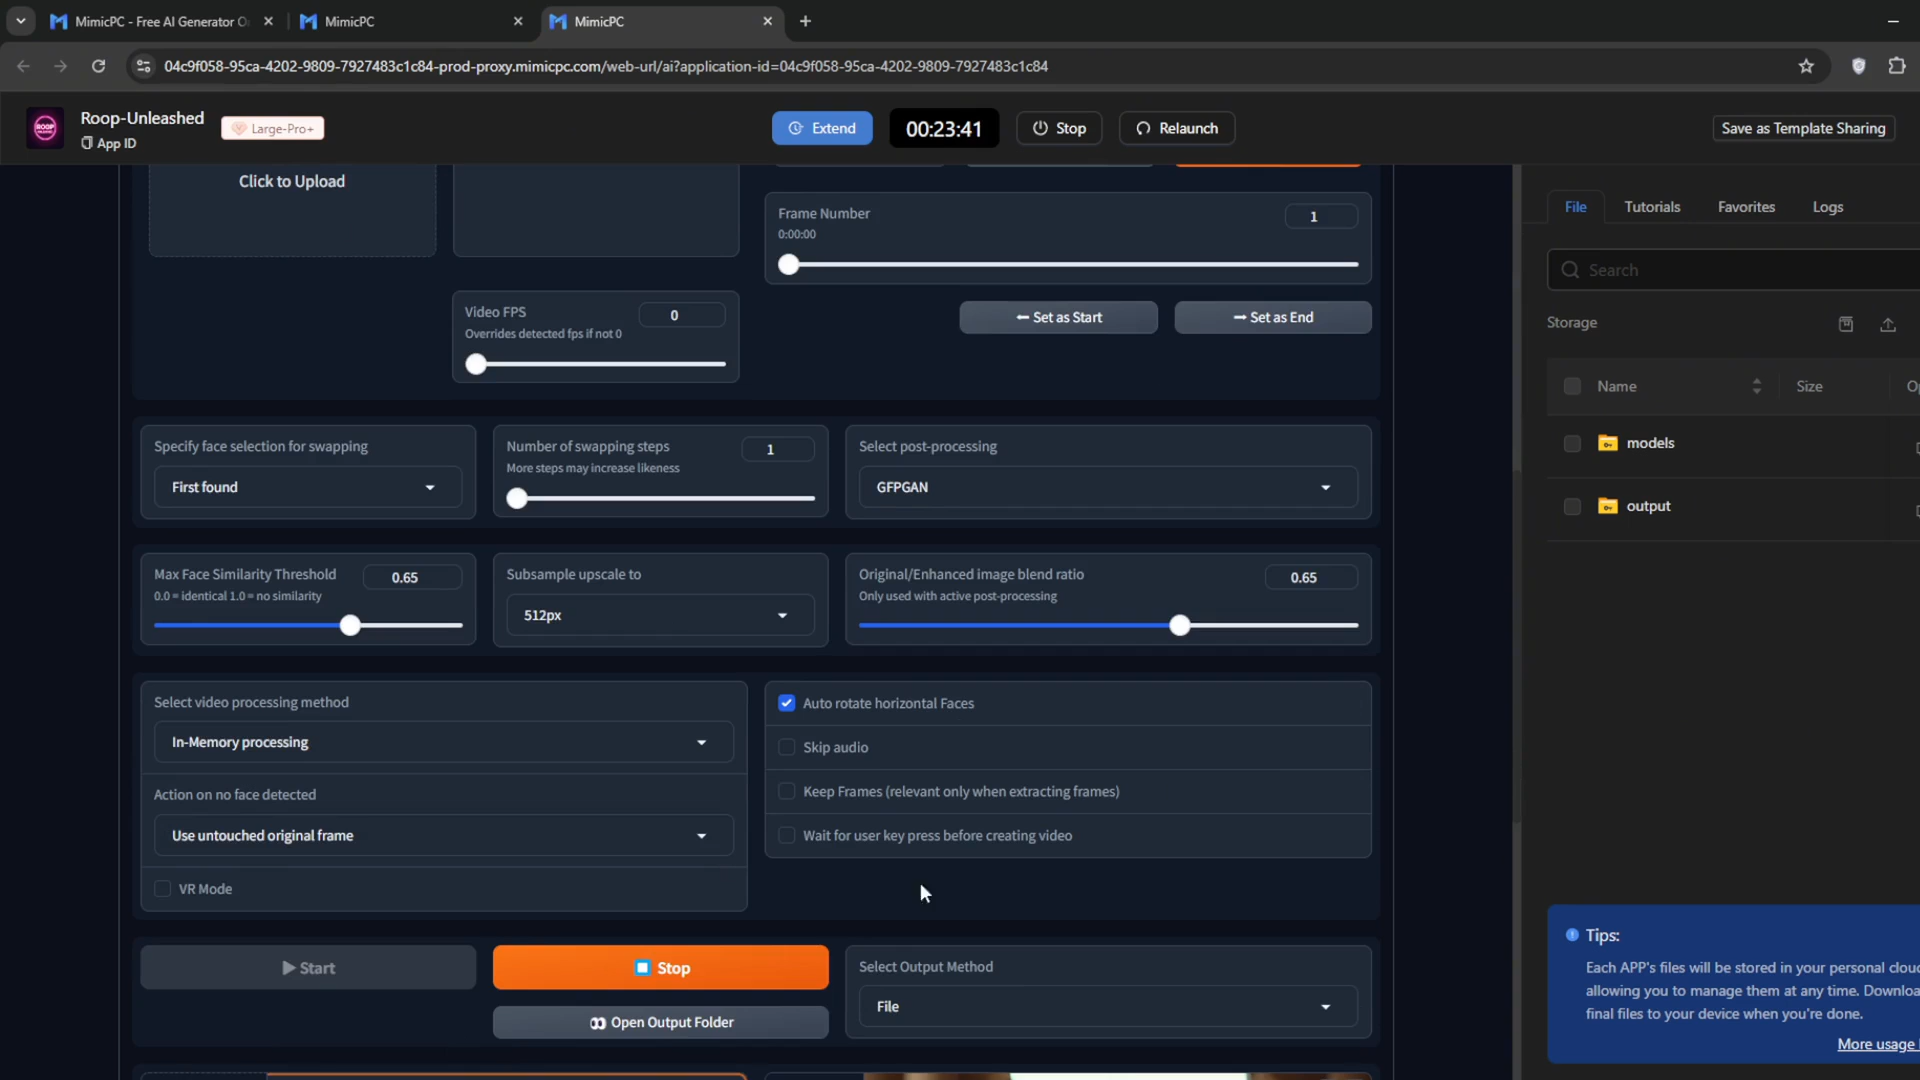 MimicPC - Free AI Generator O
MimicPC
MimicPC
04c9f058-95ca-4202-9809-7927483c1c84-prod-proxy.mimicpc.com/web-url/ai?application-id=04c9f058-95ca-4202-9809-7927483c1c84
Roop-Unleashed
App ID
Large-Pro+
Extend
00:23:41
Stop
Relaunch
Save as Template Sharing
Click to Upload
Frame Number
0:00:00
1
Video FPS
Overrides detected fps if not 0
0
Set as Start
Set as End
Specify face selection for swapping
First found
Number of swapping steps
More steps may increase likeness
1
Select post-processing
GFPGAN
Max Face Similarity Threshold
0.0 = identical 1.0 = no similarity
0.65
Subsample upscale to
512px
Original/Enhanced image blend ratio
Only used with active post-processing
0.65
Select video processing method
In-Memory processing
Action on no face detected
Use untouched original frame
VR Mode
Auto rotate horizontal Faces
Skip audio
Keep Frames (relevant only when extracting frames)
Wait for user key press before creating video
Start
Stop
Open Output Folder
Select Output Method
File
File
Tutorials
Favorites
Logs
Search
Storage
Name
Size
Op
models
output
Tips:
Each APP's files will be stored in your personal cloud
allowing you to manage them at any time. Downloa
final files to your device when you're done.
More usage